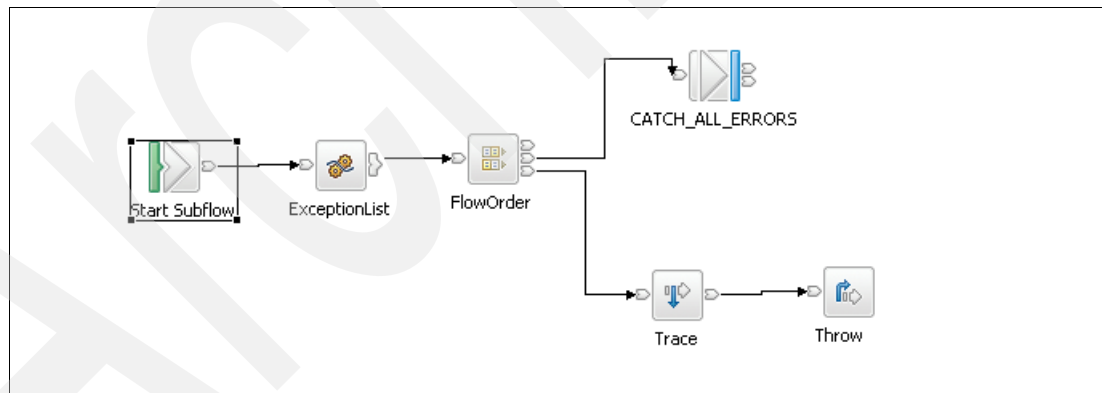 CATCH_ALL_ERRORS
Start Subflow
ExceptionList
FlowOrder
Trace
Throw